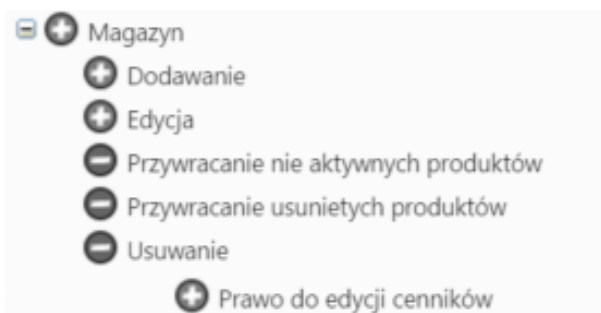 Magazyn
Dodawanie
Edycja
Przywracanie nie aktywnych produktów
Przywracanie usunietych produktów
Usuwanie
Prawo do edycji cenników